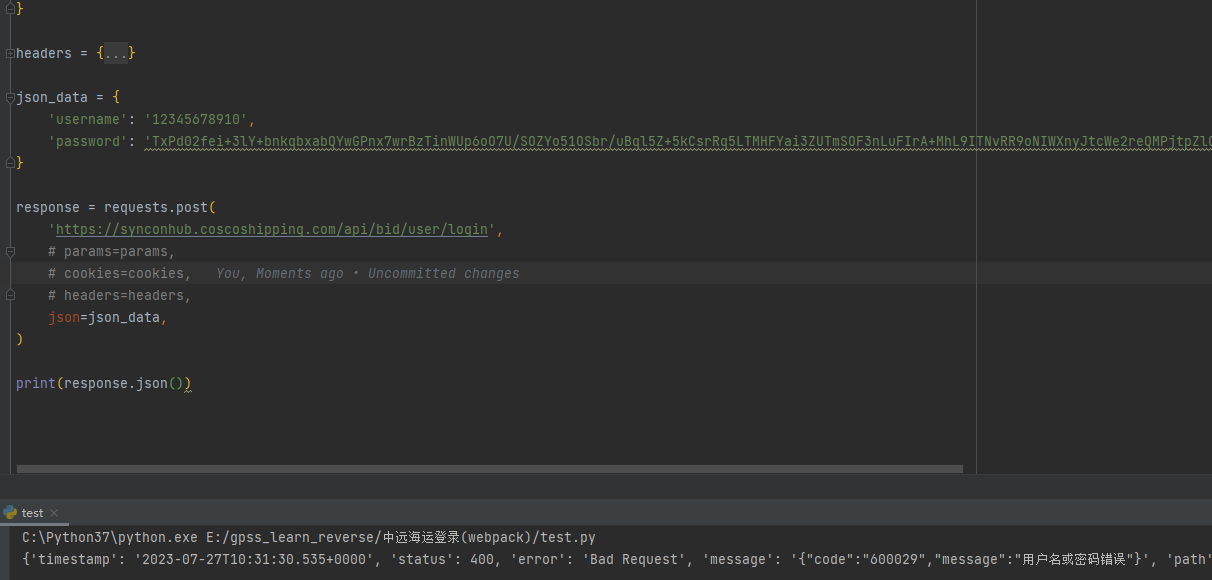 }
headers = {...}
json_data = {
'username': '12345678910',
'password': 'TxPd02fei+3lY+bnkqbxabQYwGPnx7wrBzTinWUp6oO7U/SOZYo51OSbr/uBql5Z+5kCsrRq5LTMHFYai3ZUTmSOF3nLuFIrA+MhL9ITNvRR9oNIWXnyJtcWe2reQMPjtpZl
}
response = requests.post(
'https://synconhub.coscoshipping.com/api/bid/user/login',
# params=params,
# cookies=cookies, You, Moments ago • Uncommitted changes
# headers=headers,
json=json_data,
)
print(response.json())
test
C:\Python37\python.exe E:/gpss_learn_reverse/中远海运登录(webpack)/test.py
{'timestamp': '2023-07-27T10:31:30.535+0000', 'status': 400, 'error': 'Bad Request', 'message': '{"code":"600029","message":"用户名或密码错误"}', 'path'